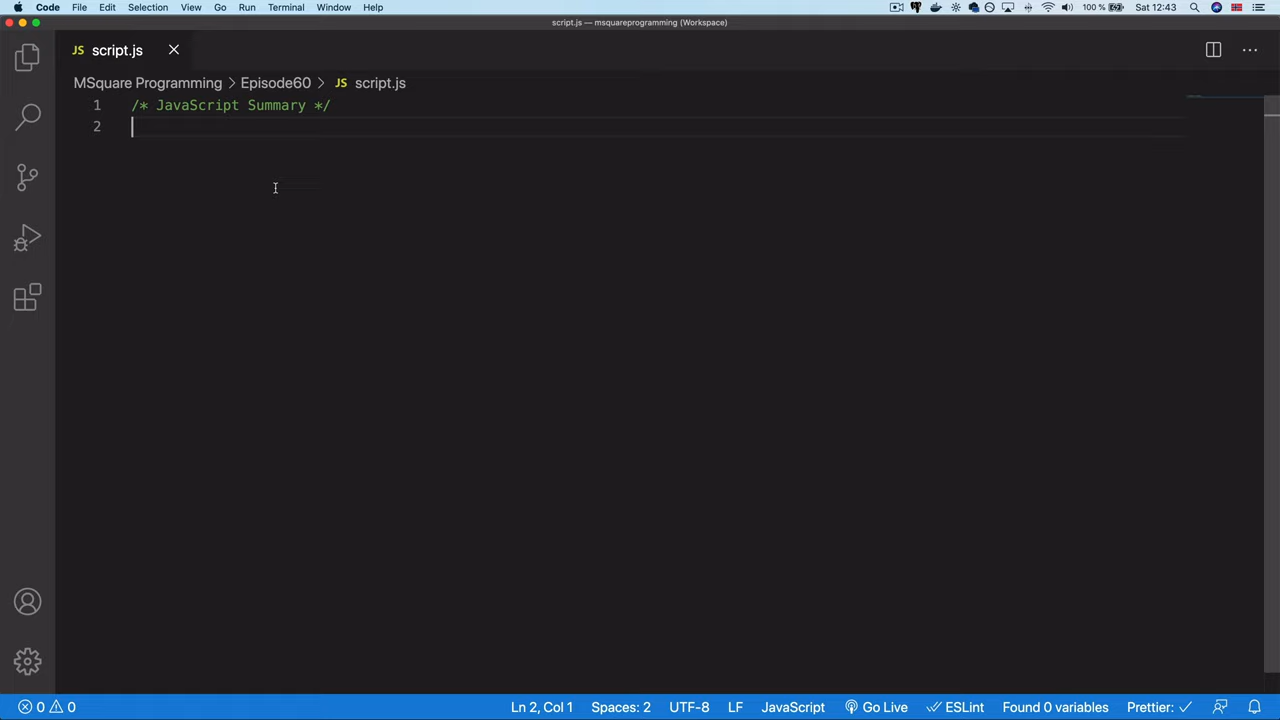 Code File Edit Selection View Go Run Terminal Window Help 100 % Sat 12:43
script.js — msquareprogramming (Workspace)
JS script.js
MSquare Programming > Episode60 > JS script.js
1 /* JavaScript Summary */
2
0 0 Ln 2, Col 1 Spaces: 2 UTF-8 LF JavaScript Go Live ESLint Found 0 variables Prettier: ✓